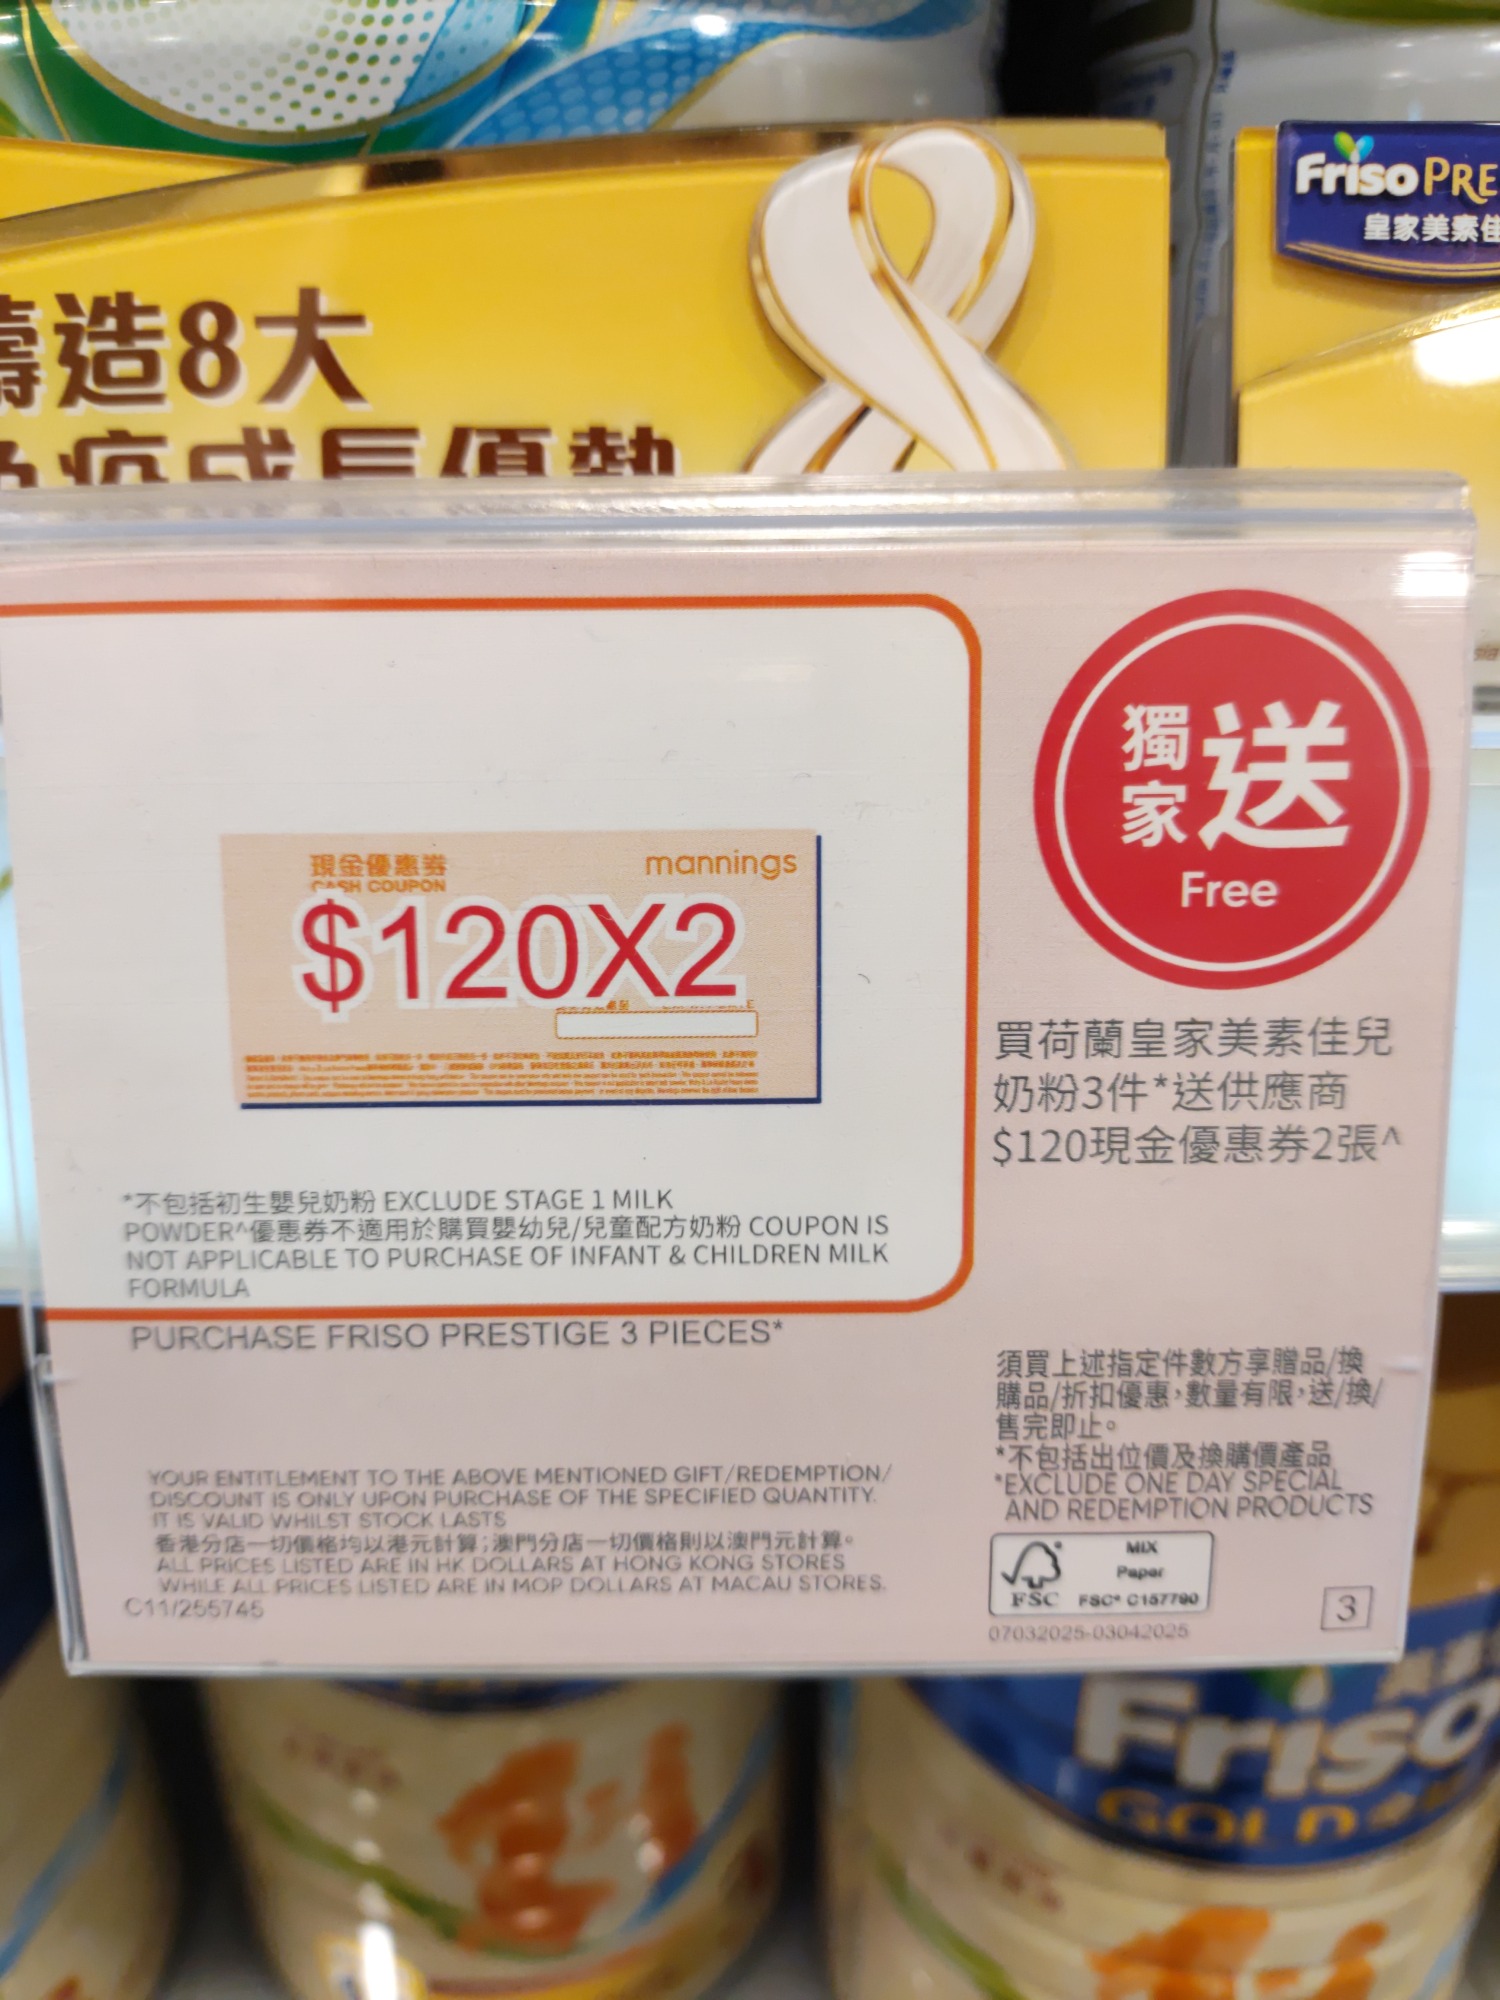 Friso PRE
皇家美素佳
造8大
疫成長優勢
獨家送
Free
現金優惠券
mannings
CASH COUPON
$120X2
買荷蘭皇家美素佳兒
奶粉3件*送供應商
$120現金優惠券2張^
*不包括初生嬰兒奶粉 EXCLUDE STAGE 1 MILK
POWDER^優惠券不適用於購買嬰幼兒/兒童配方奶粉 COUPON IS
NOT APPLICABLE TO PURCHASE OF INFANT & CHILDREN MILK
FORMULA
PURCHASE FRISO PRESTIGE 3 PIECES*
須買上述指定件數方享贈品/換
購品/折扣優惠,數量有限,送/換/
售完即止。
*不包括出位價及換購價產品
*EXCLUDE ONE DAY SPECIAL
AND REDEMPTION PRODUCTS
YOUR ENTITLEMENT TO THE ABOVE MENTIONED GIFT/REDEMPTION/
DISCOUNT IS ONLY UPON PURCHASE OF THE SPECIFIED QUANTITY.
IT IS VALID WHILST STOCK LASTS
香港分店一切價格均以港元計算;澳門分店一切價格則以澳門元計算。
ALL PRICES LISTED ARE IN HK DOLLARS AT HONG KONG STORES
WHILE ALL PRICES LISTED ARE IN MOP DOLLARS AT MACAU STORES.
C11/255745
MIX
Paper
FSC
FSC® C157790
3
07032025-03042025
Friso
GOLD